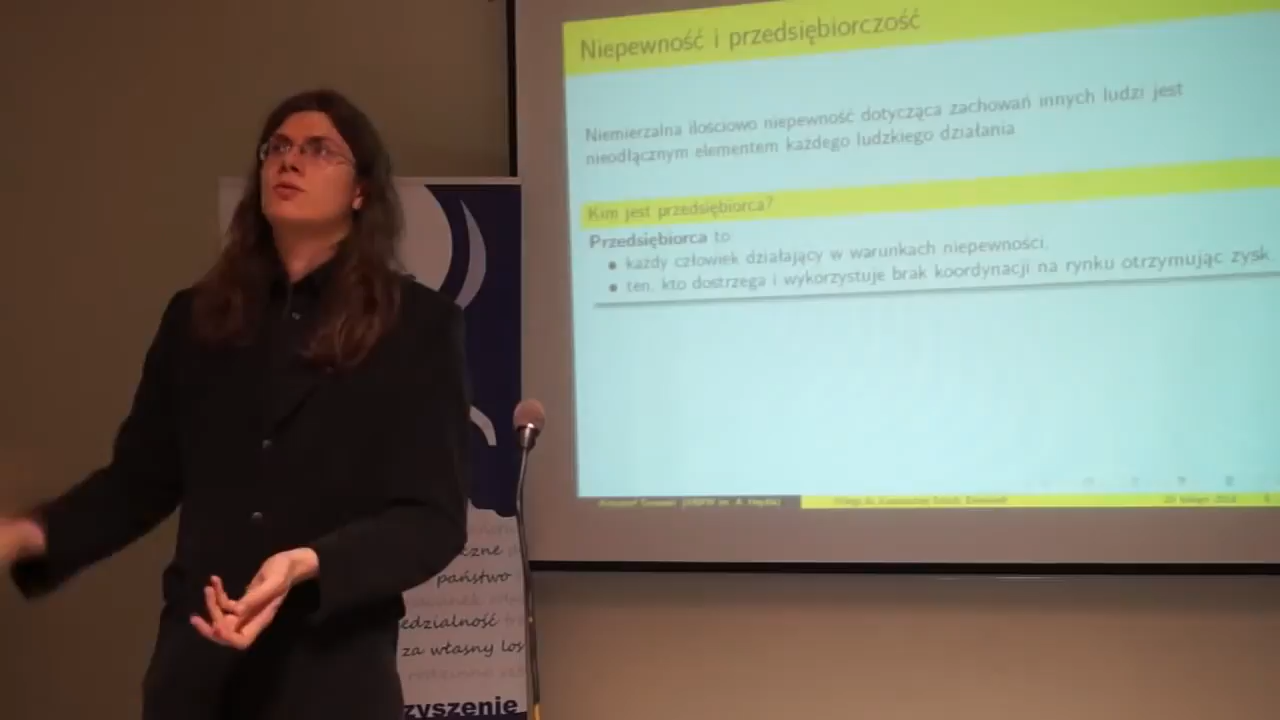 Niepewność i przedsiębiorczość
Niemierzalna ilościowo niepewność dotycząca zachowań innych ludzi jest
nieodłącznym elementem każdego ludzkiego działania
Kim jest przedsiębiorca?
Przedsiębiorca to
każdy człowiek działający w warunkach niepewności,
ten, kto dostrzega i wykorzystuje brak koordynacji na rynku otrzymując zysk
państwo
edzialność
za własny los
zyszenie